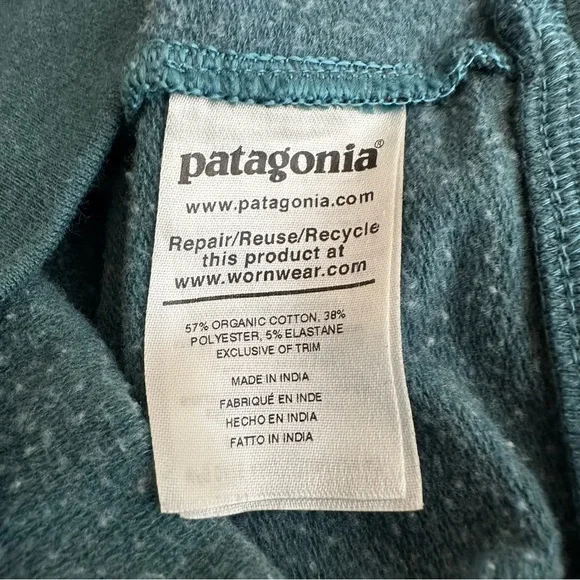 patagonia®
www.patagonia.com
Repair/Reuse/Recycle
this product at
www.wornwear.com
57% ORGANIC COTTON, 38%
POLYESTER, 5% ELASTANE
EXCLUSIVE OF TRIM
MADE IN INDIA
FABRIQUÉ EN INDE
HECHO EN INDIA
FATTO IN INDIA